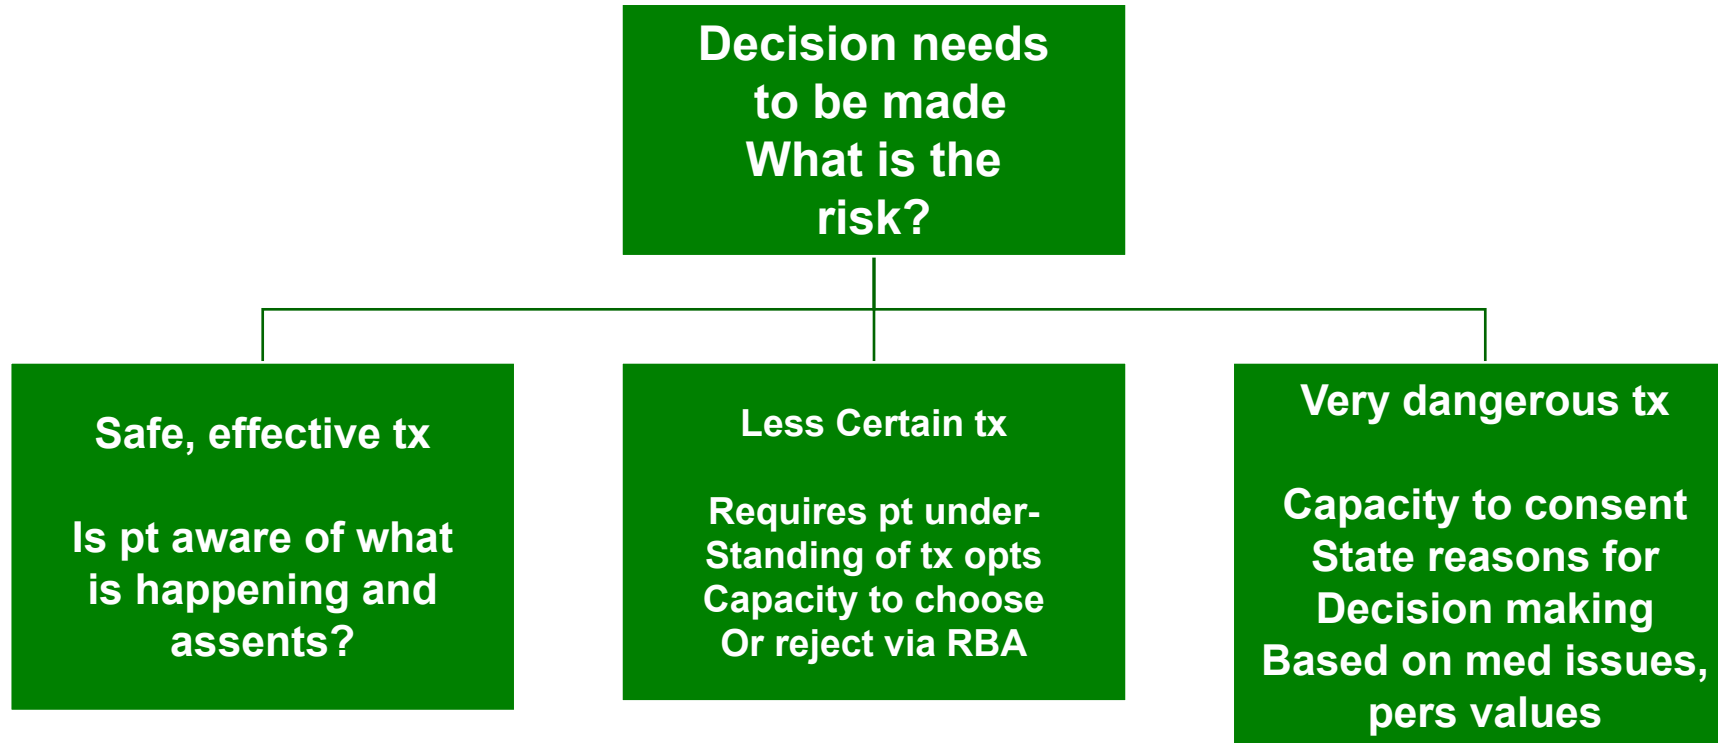 Decision needs
to be made
What is the
risk?
Safe, effective tx
Is pt aware of what
is happening and
assents?
Less Certain tx
Requires pt under-
Standing of tx opts
Capacity to choose
Or reject via RBA
Very dangerous tx
Capacity to consent
State reasons for
Decision making
Based on med issues,
pers values